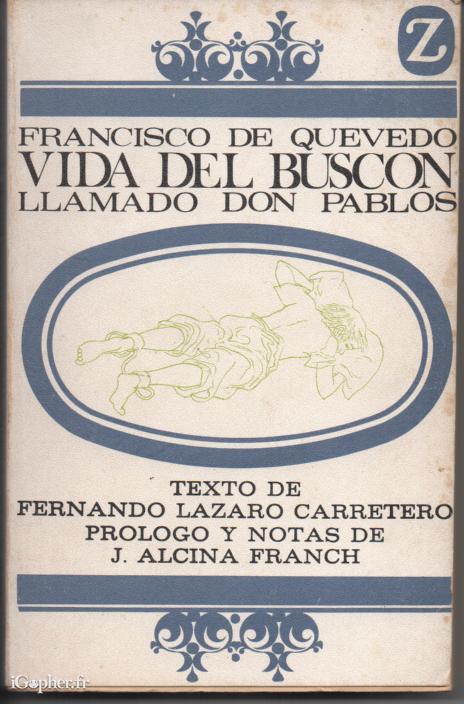 Z
FRANCISCO DE QUEVEDO
VIDA DEL BUSCON
LLAMADO DON PABLOS
TEXTO DE
FERNANDO LAZARO CARRETERO
PROLOGO Y NOTAS DE
J. ALCINA FRANCH
iGopher.fr